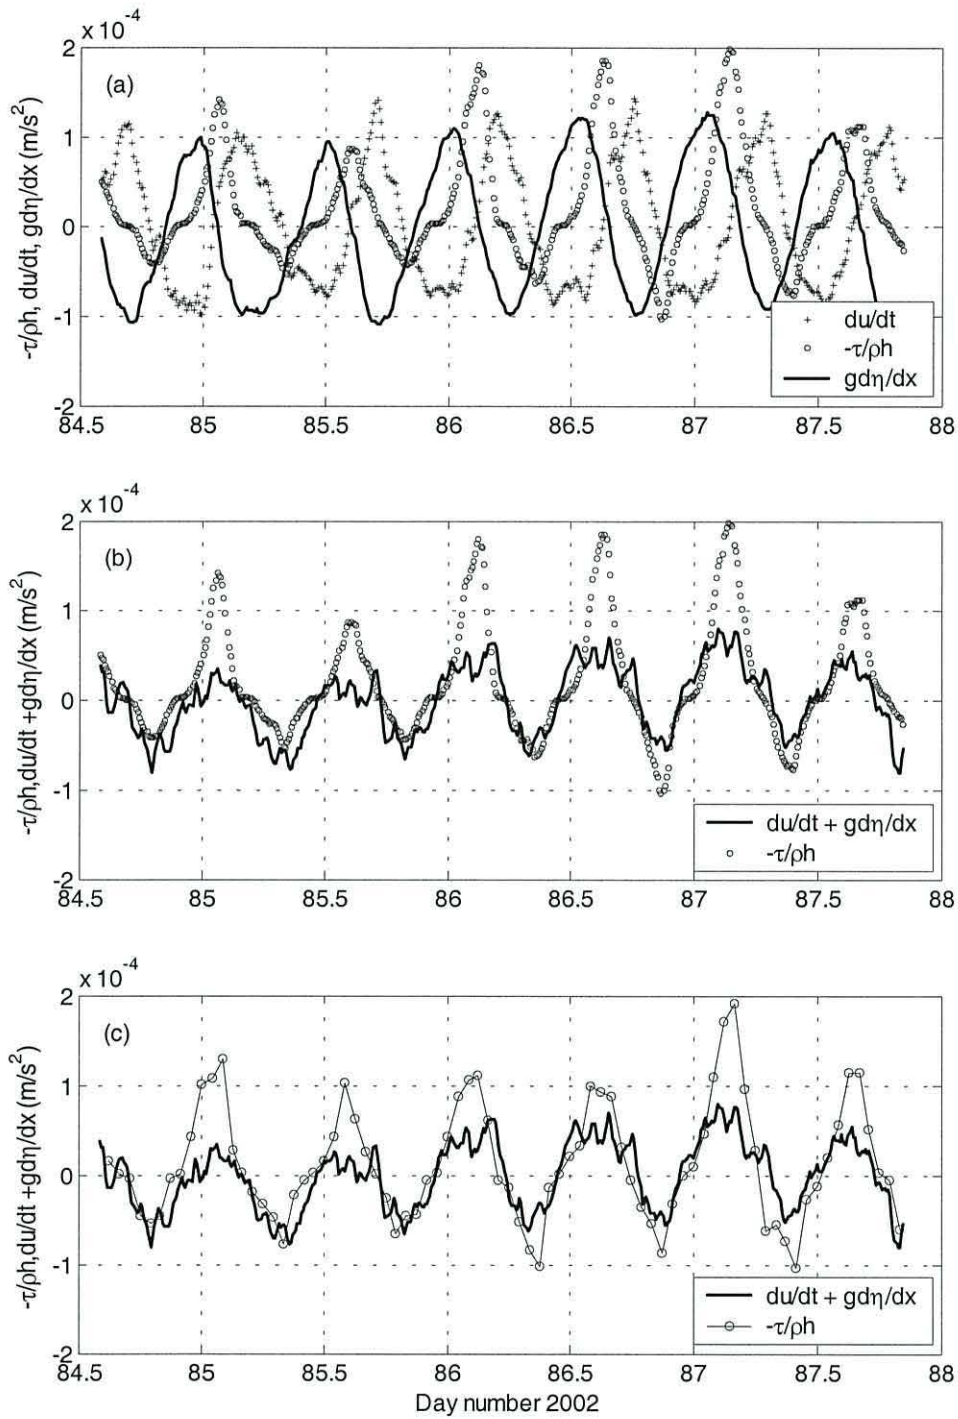 x 10⁻⁴
2
1
0
-1
-2
-τ/ρh, du/dt, gdη/dx (m/s²)
(a)
du/dt
-τ/ρh
gdη/dx
84.5 85 85.5 86 86.5 87 87.5 88
x 10⁻⁴
2
1
0
-1
-2
-τ/ρh,du/dt +gdη/dx (m/s²)
(b)
du/dt + gdη/dx
-τ/ρh
84.5 85 85.5 86 86.5 87 87.5 88
x 10⁻⁴
2
1
0
-1
-2
-τ/ρh,du/dt +gdη/dx (m/s²)
(c)
du/dt + gdη/dx
-τ/ρh
84.5 85 85.5 86 86.5 87 87.5 88
Day number 2002